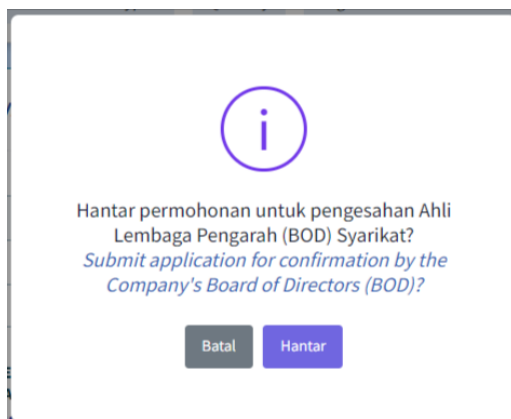 Hantar permohonan untuk pengesahan Ahli
Lembaga Pengarah (BOD) Syarikat?
Submit application for confirmation by the
Company's Board of Directors (BOD)?
Batal Hantar